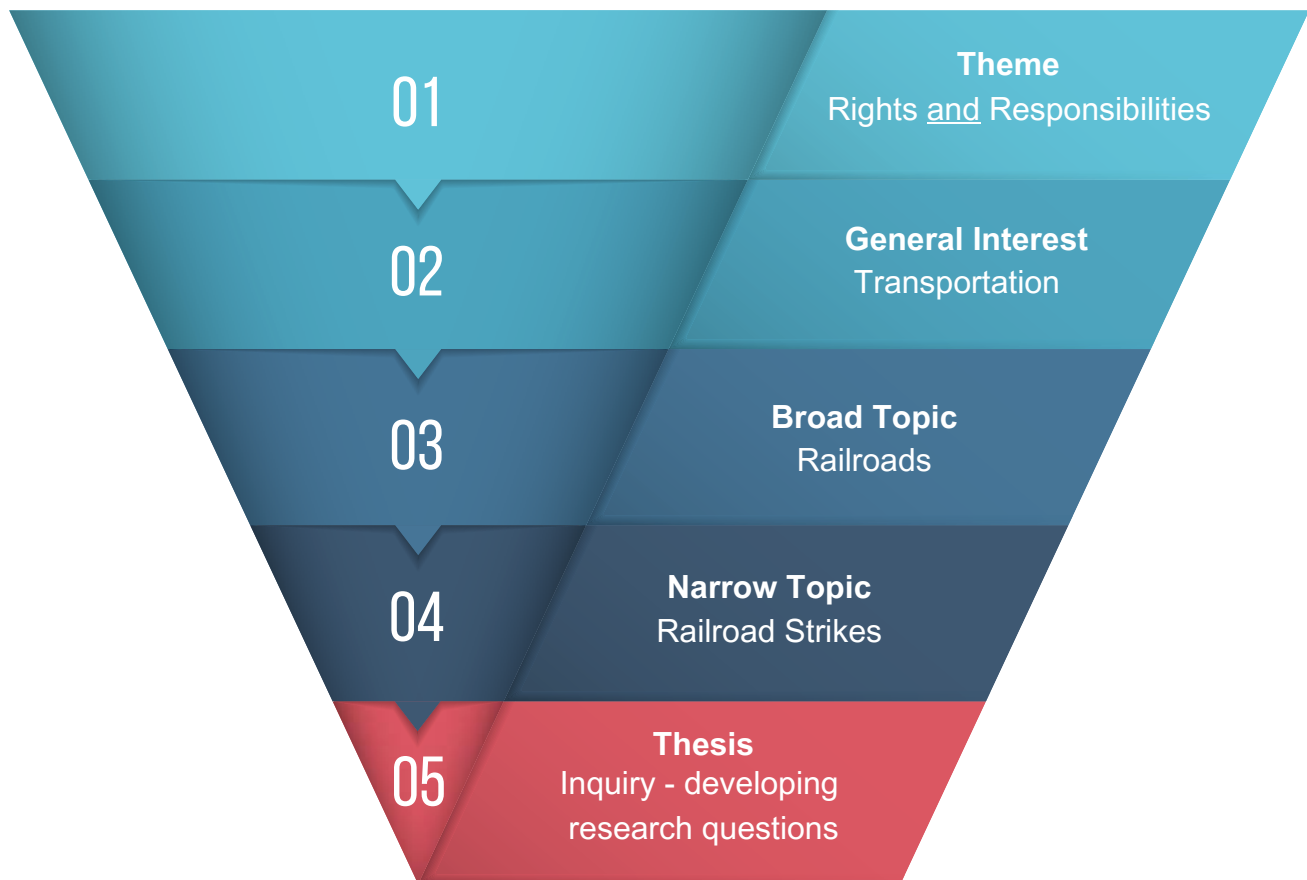 01
Theme
Rights and Responsibilities
02
General Interest
Transportation
03
Broad Topic
Railroads
04
Narrow Topic
Railroad Strikes
05
Thesis
Inquiry - developing
research questions